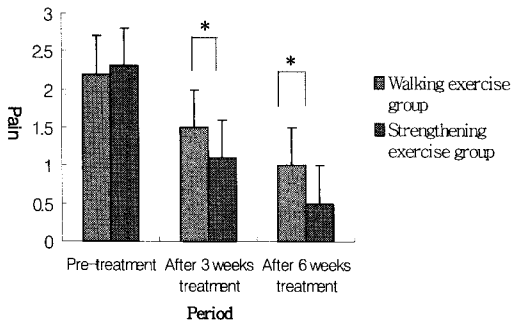 3
2.5
2
1.5
1
0.5
0
Pain
*
*
Pre-treatment
After 3 weeks
treatment
After 6 weeks
treatment
Period
Walking exercise
group
Strengthening
exercise group